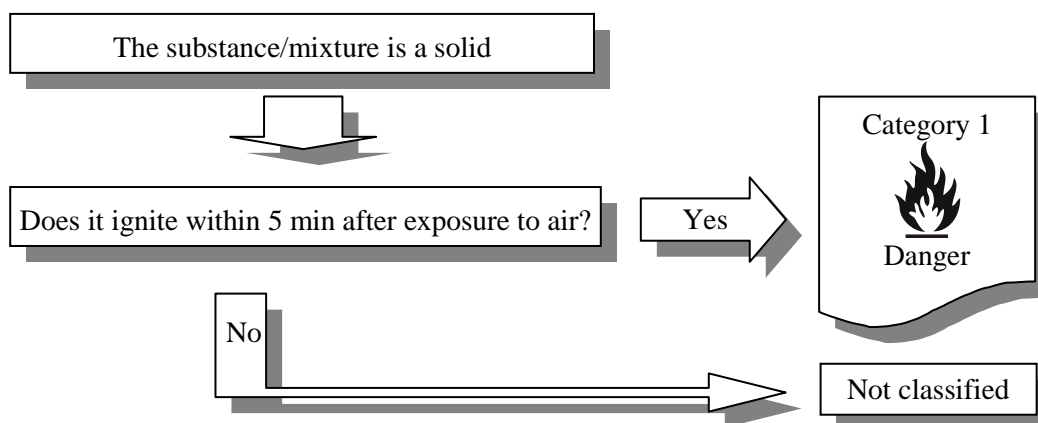 The substance/mixture is a solid
Category 1
Does it ignite within 5 min after exposure to air?
Yes
Danger
No
Not classified